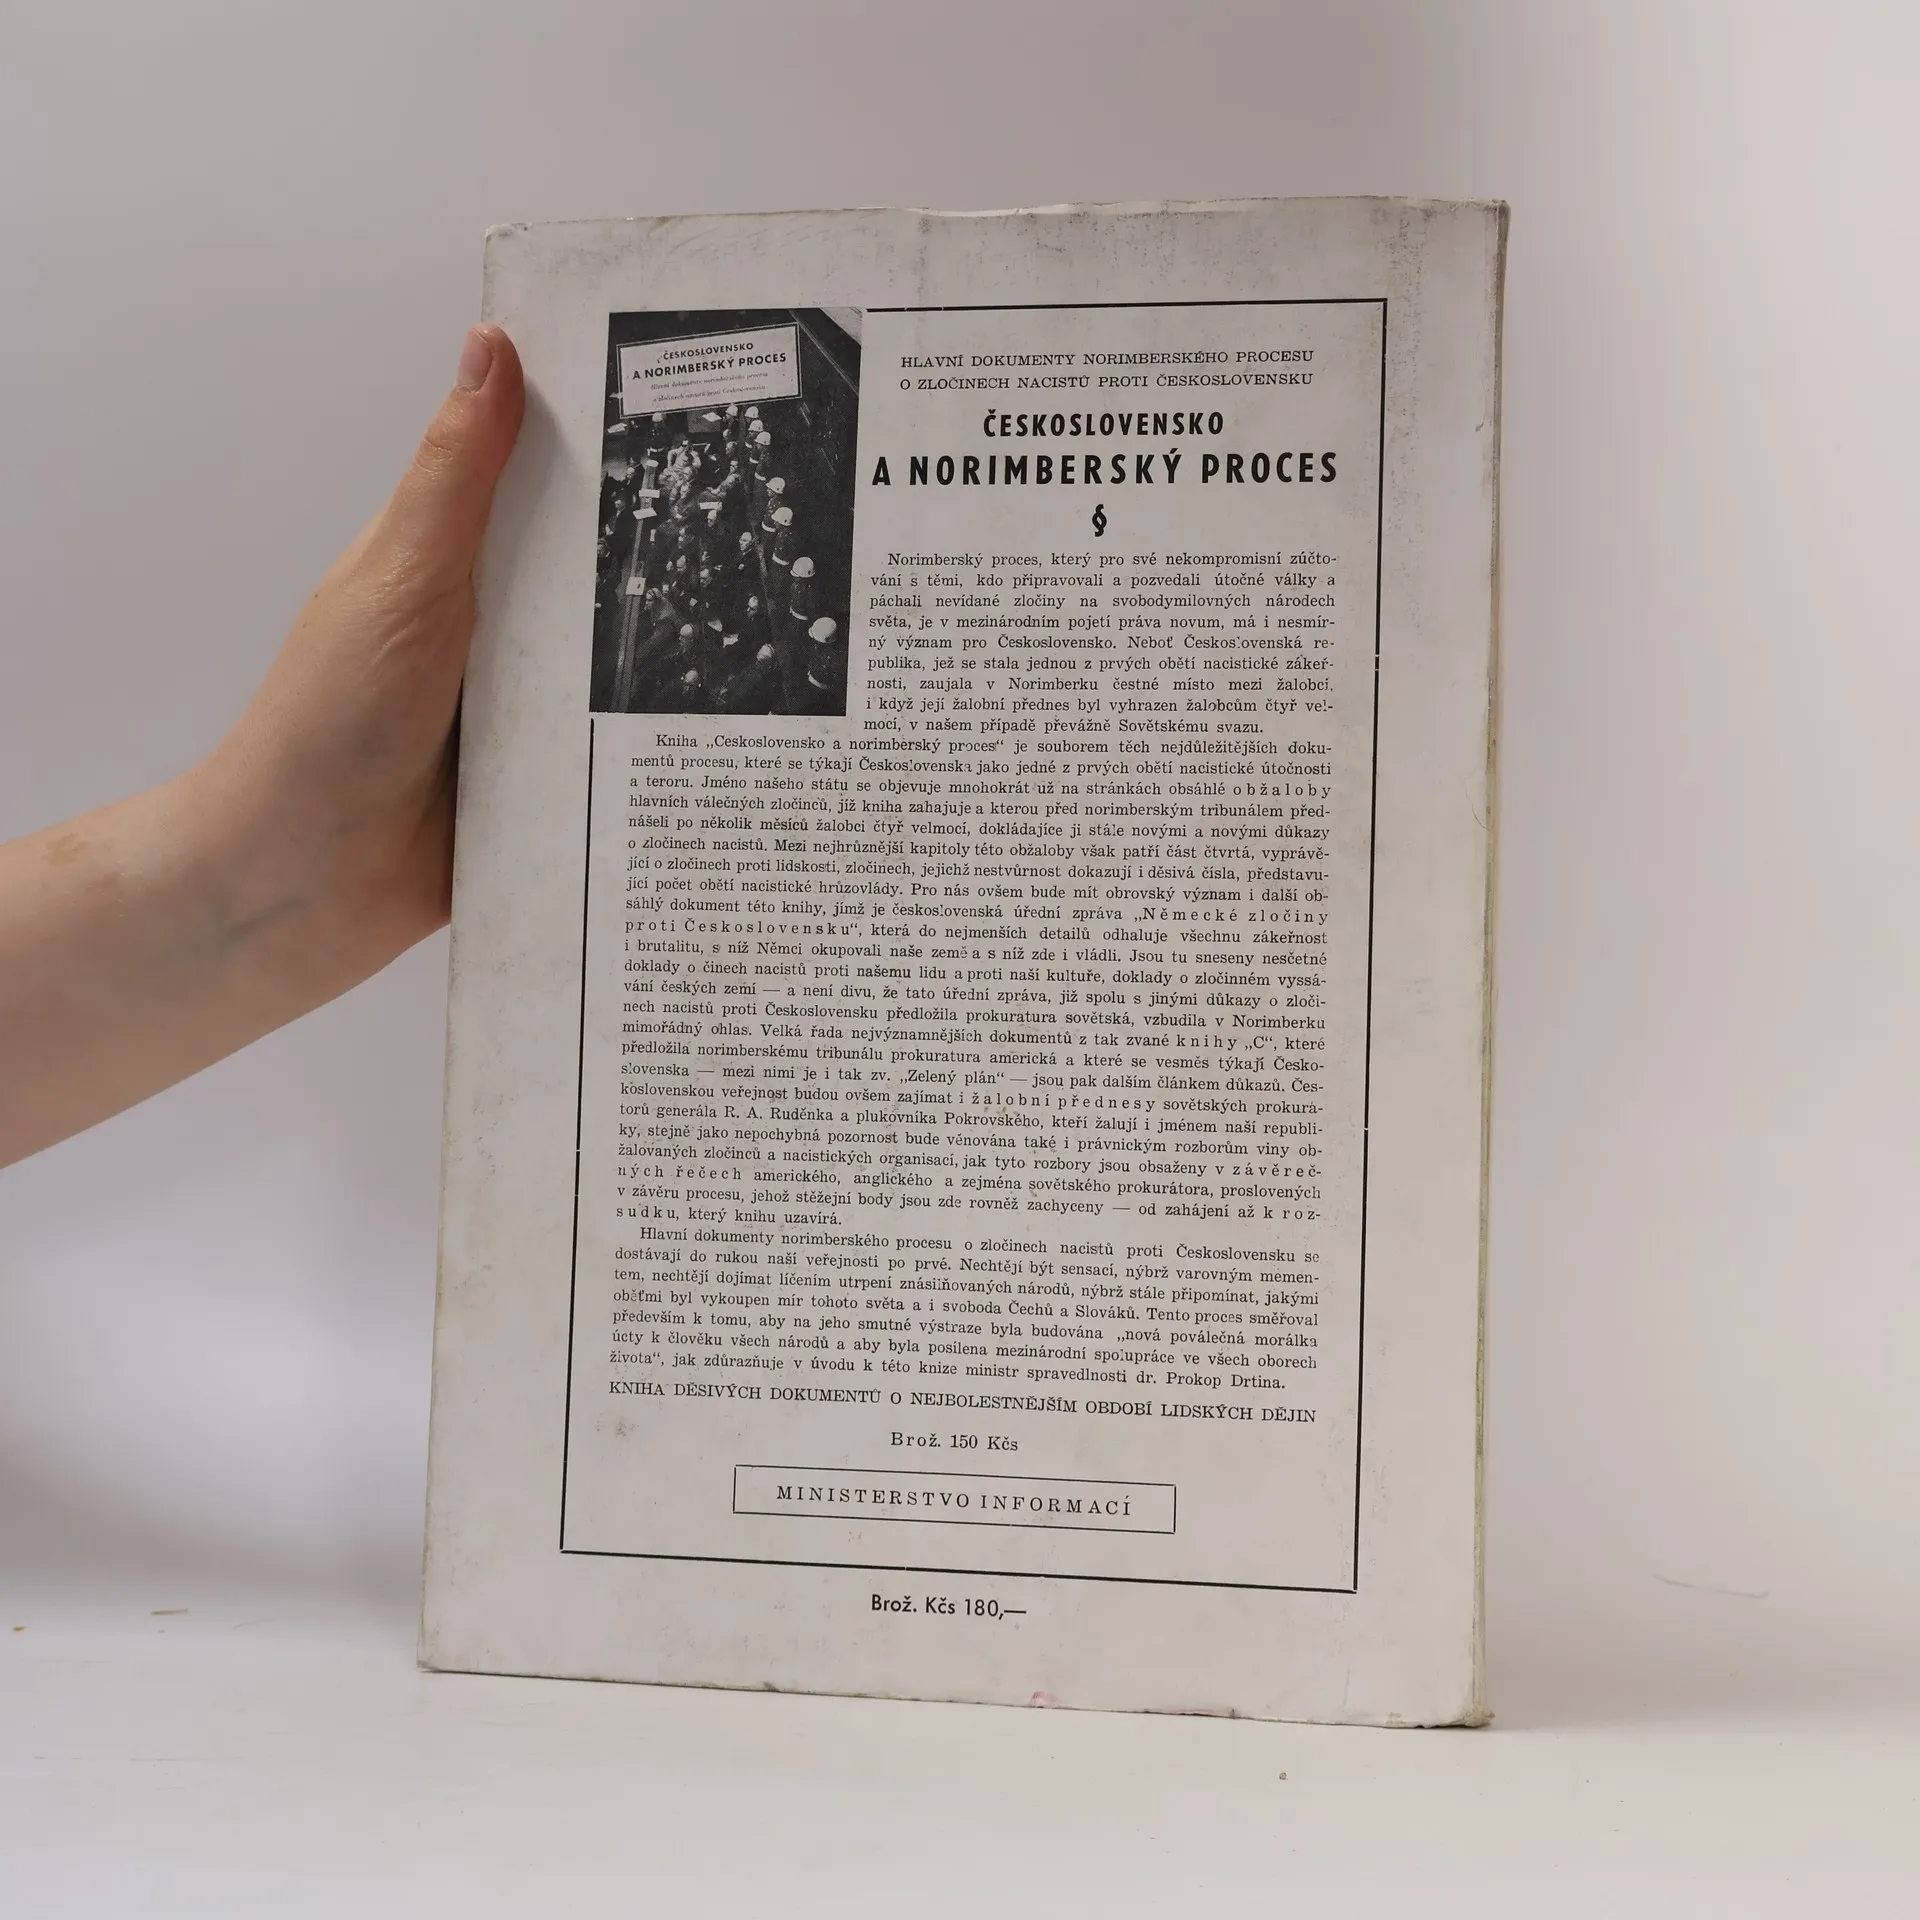 ČESKOSLOVENSKO
A NORIMBERSKÝ PROCES
Hlavní dokumenty norimberského procesu
o zločinech nacistů proti Československu
HLAVNÍ DOKUMENTY NORIMBERSKÉHO PROCESU
O ZLOČINECH NACISTŮ PROTI ČESKOSLOVENSKU
ČESKOSLOVENSKO
A NORIMBERSKÝ PROCES
§
Norimberský proces, který pro své nekompromisní zúčto-
vání s těmi, kdo připravovali a pozvedali útočné války a
páchali nevídané zločiny na svobodymilovných národech
světa, je v mezinárodním pojetí práva novum, má i nesmír-
ný význam pro Československo. Neboť Československá re-
publika, jež se stala jednou z prvých obětí nacistické zákeř-
nosti, zaujala v Norimberku čestné místo mezi žalobci,
i když její žalobní přednes byl vyhrazen žalobcům čtyř vel-
mocí, v našem případě převážně Sovětskému svazu.
Kniha „Československo a norimberský proces“ je souborem těch nejdůležitějších doku-
mentů procesu, které se týkají Československa jako jedné z prvých obětí nacistické útočnosti
a teroru. Jméno našeho státu se objevuje mnohokrát už na stránkách obsáhlé obžaloby
hlavních válečných zločinců, jíž kniha zahajuje a kterou před norimberským tribunálem před-
nášeli po několik měsíců žalobci čtyř velmocí, dokládajíce ji stále novými a novými důkazy
o zločinech nacistů. Mezi nejhrůznější kapitoly této obžaloby však patří část čtvrtá, vyprávě-
jící o zločinech proti lidskosti, zločinech, jejichž nestvůrnost dokazují i děsivá čísla, představu-
jící počet obětí nacistické hrůzovlády. Pro nás ovšem bude mít obrovský význam i další ob-
sáhlý dokument této knihy, jímž je československá úřední zpráva „Německé zločiny
proti Československu“, která do nejmenších detailů odhaluje všechnu zákeřnost
i brutalitu, s níž Němci okupovali naše země a s níž zde i vládli. Jsou tu sneseny nesčetné
doklady o činech nacistů proti našemu lidu a proti naší kultuře, doklady o zločinném vyssá-
vání českých zemí — a není divu, že tato úřední zpráva, již spolu s jinými důkazy o zloči-
nech nacistů proti Československu předložila prokuratura sovětská, vzbudila v Norimberku
mimořádný ohlas. Velká řada nejvýznamnějších dokumentů z tak zvané knihy „C“, které
předložila norimberskému tribunálu prokuratura americká a které se vesměs týkají Česko-
slovenska — mezi nimi je i tak zv. „Zelený plán“ — jsou pak dalším článkem důkazů. Čes-
koslovenskou veřejnost budou ovšem zajímat i žalobní přednesy sovětských prokurá-
torů generála R. A. Ruděnka a plukovníka Pokrovského, kteří žalují i jménem naší republi-
ky, stejně jako nepochybná pozornost bude věnována také i právnickým rozborům viny ob-
žalovaných zločinců a nacistických organisací, jak tyto rozbory jsou obsaženy v závěreč-
ných řečech amerického, anglického a zejména sovětského prokurátora, proslovených
v závěru procesu, jehož stěžejní body jsou zde rovněž zachyceny — od zahájení až k roz-
sudku, který knihu uzavírá.
Hlavní dokumenty norimberského procesu o zločinech nacistů proti Československu se
dostávají do rukou naší veřejnosti po prvé. Nechtějí být sensací, nýbrž varovným memen-
tem, nechtějí dojímat líčením utrpení znásilňovaných národů, nýbrž stále připomínat, jakými
oběťmi byl vykoupen mír tohoto světa a i svoboda Čechů a Slováků. Tento proces směřoval
především k tomu, aby na jeho smutné výstraze byla budována „nová poválečná morálka
úcty k člověku všech národů a aby byla posílena mezinárodní spolupráce ve všech oborech
života“, jak zdůrazňuje v úvodu k této knize ministr spravedlnosti dr. Prokop Drtina.
KNIHA DĚSIVÝCH DOKUMENTŮ O NEJBOLESTNĚJŠÍM OBDOBÍ LIDSKÝCH DĚJIN
Brož. 150 Kčs
MINISTERSTVO INFORMACÍ
Brož. Kčs 180,—